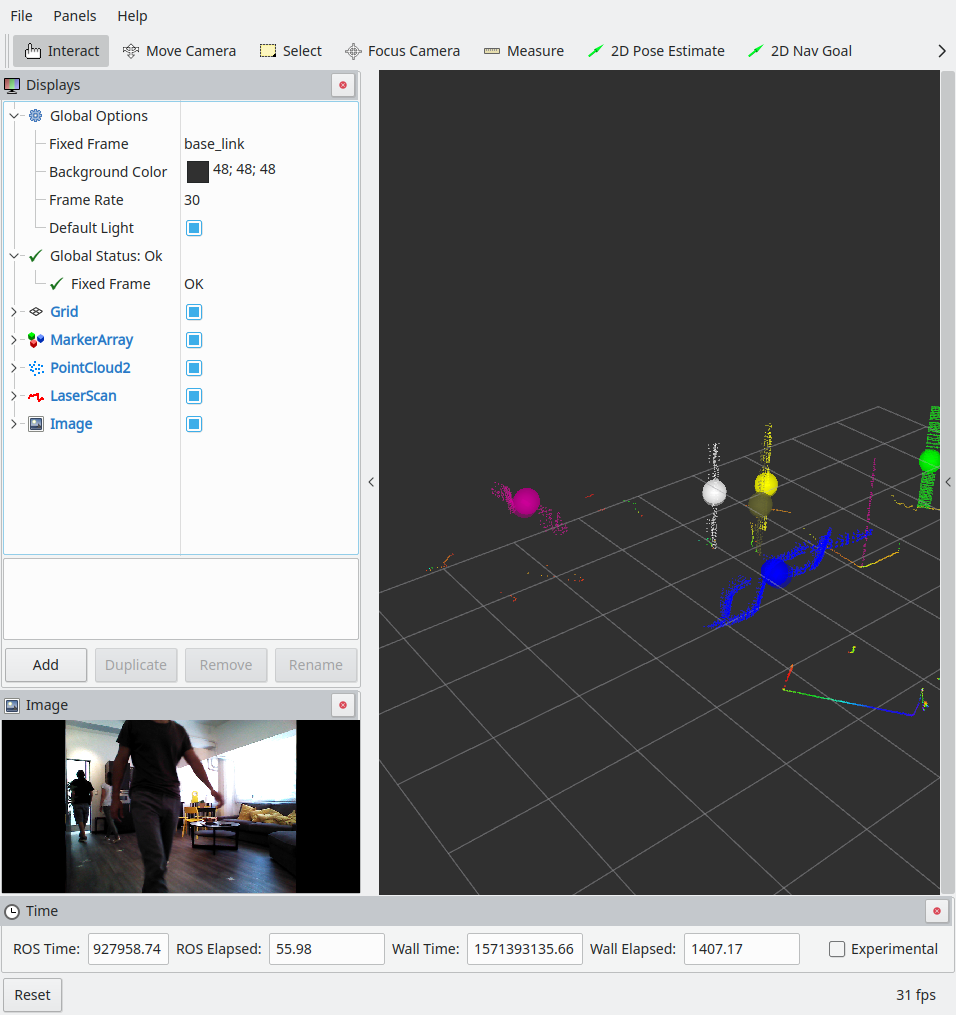 File Panels Help
Interact Move Camera Select Focus Camera Measure 2D Pose Estimate 2D Nav Goal
Displays
Global Options
Fixed Frame base_link
Background Color 48; 48; 48
Frame Rate 30
Default Light
Global Status: Ok
Fixed Frame OK
Grid
MarkerArray
PointCloud2
LaserScan
Image
Add Duplicate Remove Rename
Image
Time
ROS Time: 927958.74 ROS Elapsed: 55.98 Wall Time: 1571393135.66 Wall Elapsed: 1407.17 Experimental
Reset 31 fps